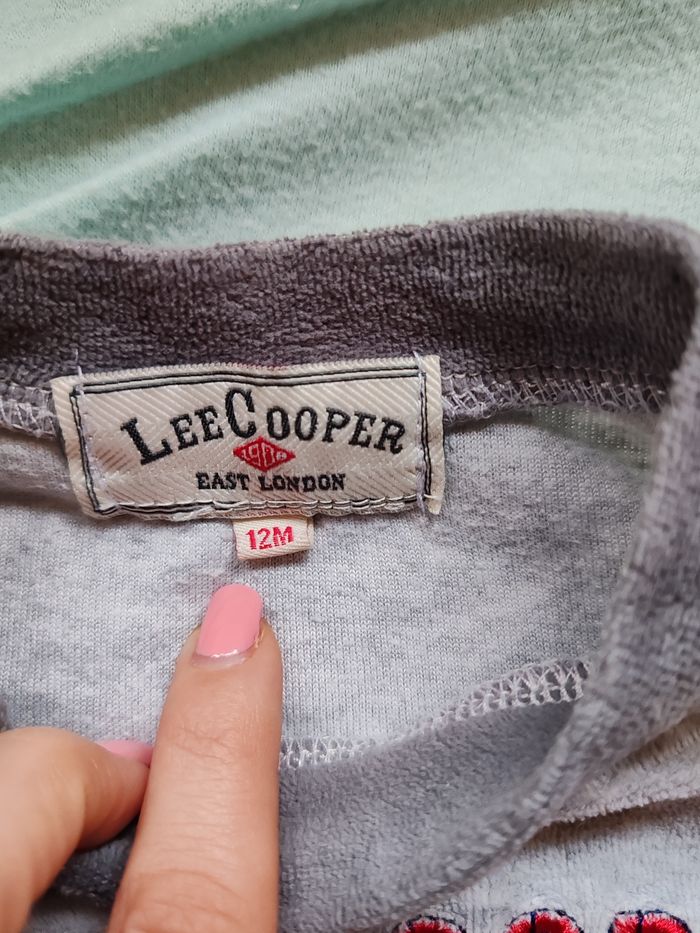 LEE COOPER
1908
EAST LONDON
12M